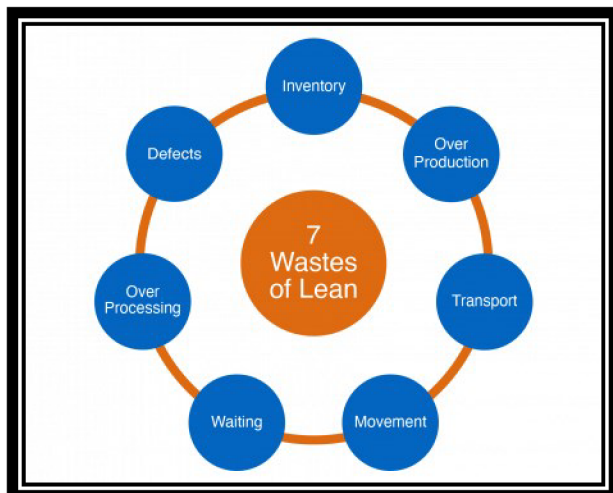 7
Wastes
of Lean
Inventory
Over
Production
Transport
Movement
Waiting
Over
Processing
Defects